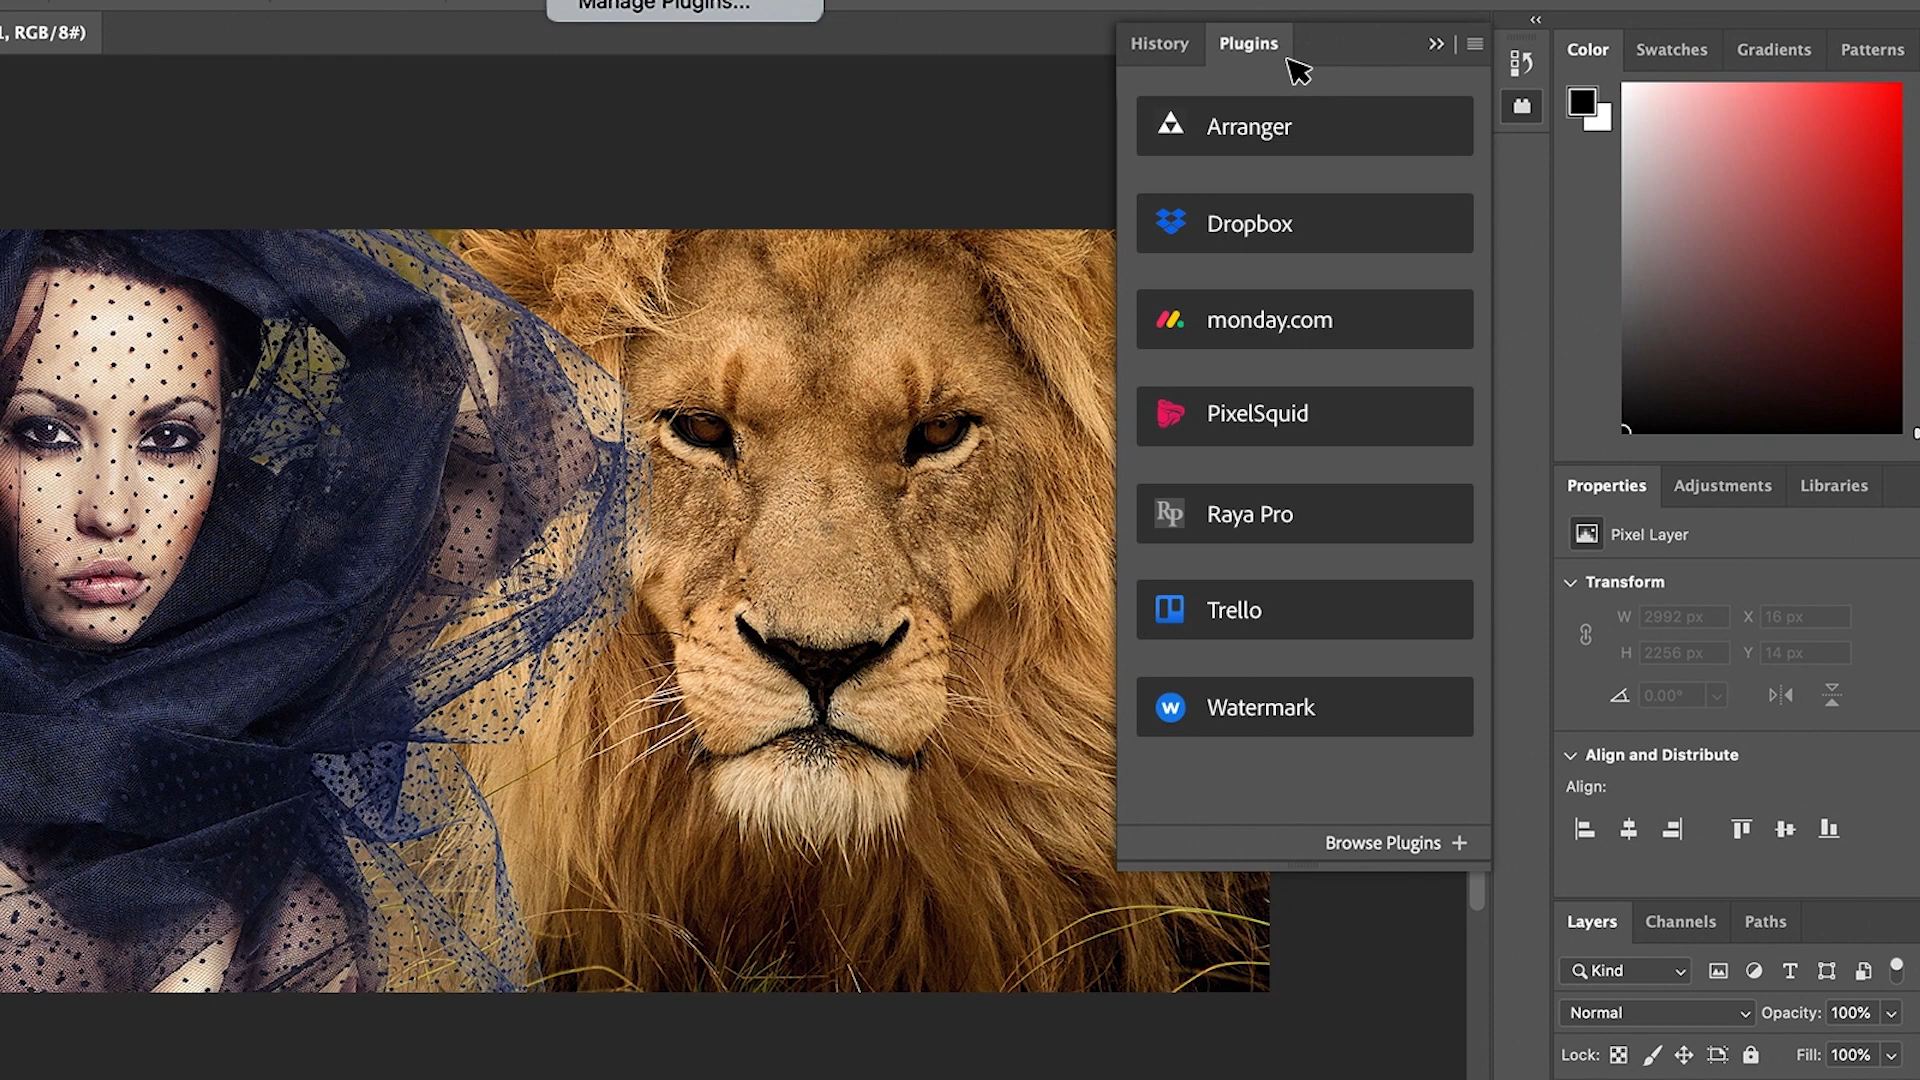 Manage Plugins...
1, RGB/8#)
History
Plugins
Arranger
Dropbox
monday.com
PixelSquid
RP
Raya Pro
Trello
w
Watermark
Browse Plugins +
Color
Swatches
Gradients
Patterns
Properties
Adjustments
Libraries
Pixel Layer
Transform
W 2992 px X 16 px
H 2256 px Y 14 px
0.00°
Align and Distribute
Align:
Layers
Channels
Paths
Kind
Normal
Opacity: 100%
Lock:
Fill: 100%